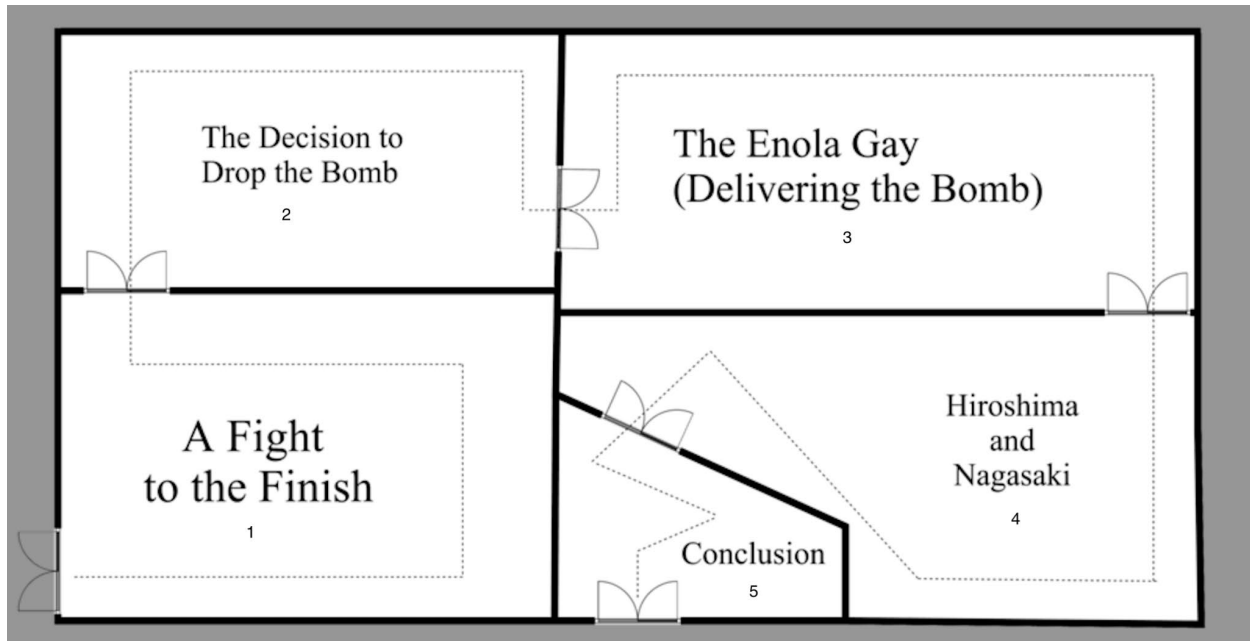 The Decision to
Drop the Bomb
2
The Enola Gay
(Delivering the Bomb)
3
A Fight
to the Finish
1
Hiroshima
and
Nagasaki
4
Conclusion
5